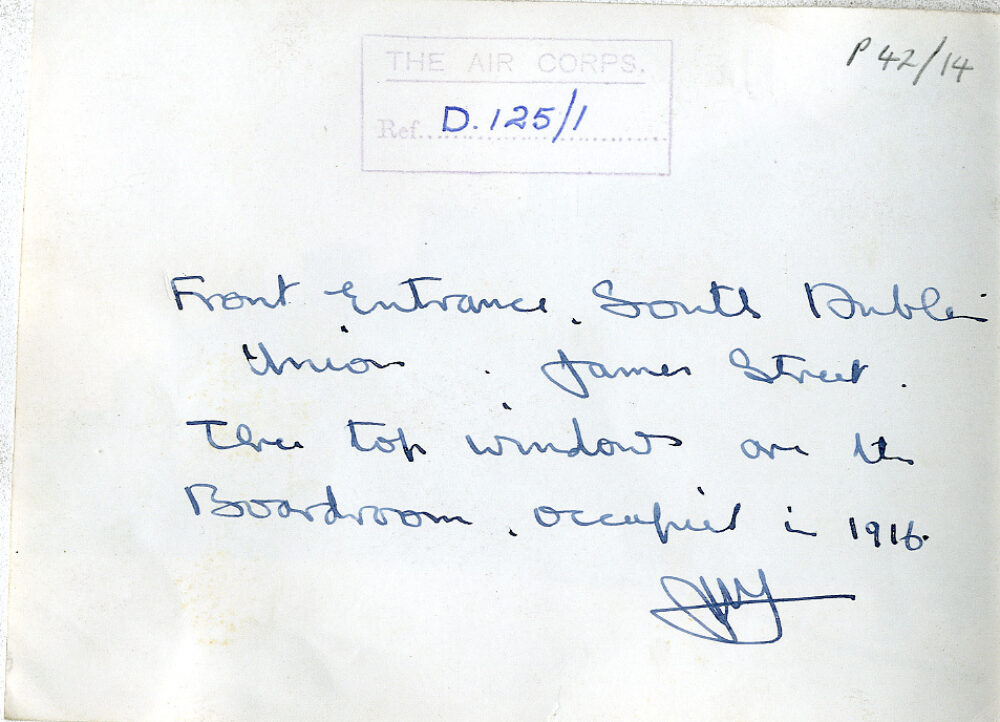 P 42/14
THE AIR CORPS.
Ref. D. 125/1
Front Entrance. South Dublin
Union. James Street.
Three top windows are the
Boardroom, occupied in 1916.